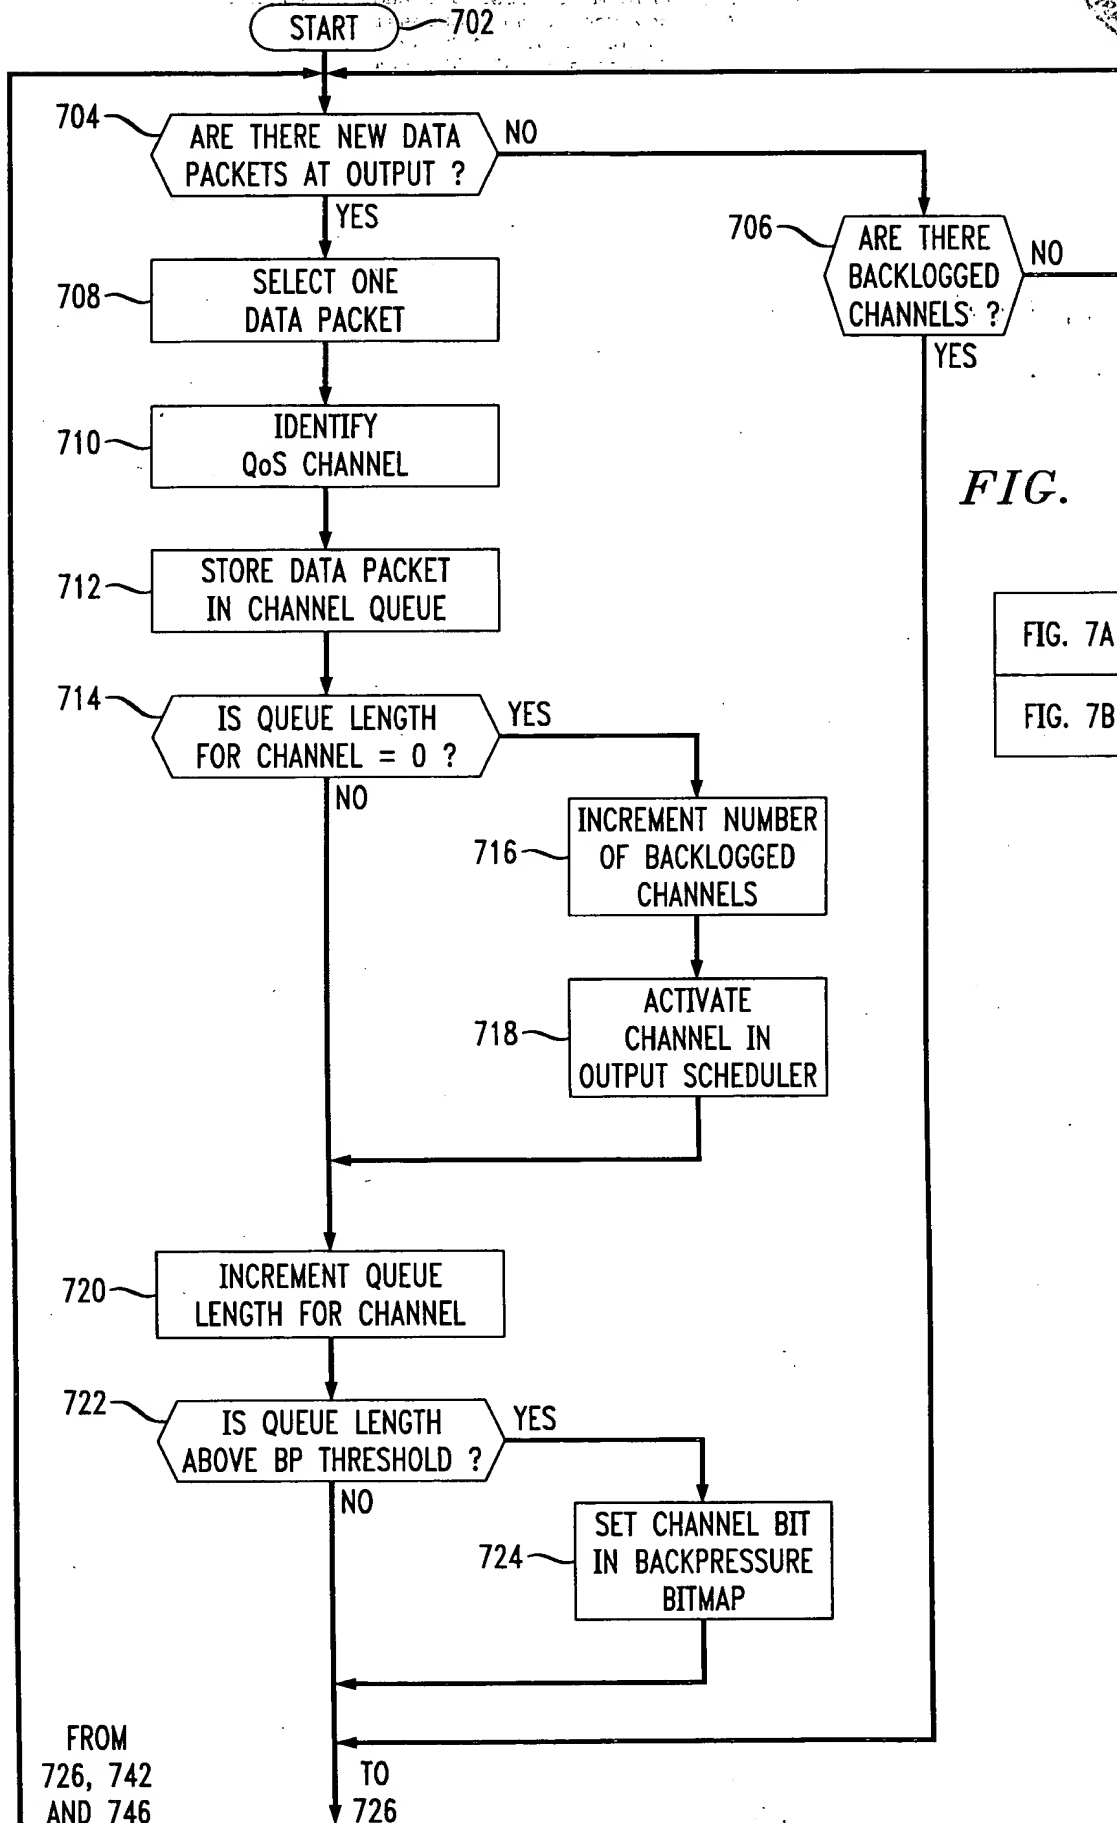 START
702
704
ARE THERE NEW DATA
PACKETS AT OUTPUT ?
NO
YES
706
ARE THERE
BACKLOGGED
CHANNELS ?
NO
YES
708
SELECT ONE
DATA PACKET
710
IDENTIFY
QoS CHANNEL
FIG.
712
STORE DATA PACKET
IN CHANNEL QUEUE
FIG. 7A
FIG. 7B
714
IS QUEUE LENGTH
FOR CHANNEL = 0 ?
YES
NO
716
INCREMENT NUMBER
OF BACKLOGGED
CHANNELS
718
ACTIVATE
CHANNEL IN
OUTPUT SCHEDULER
720
INCREMENT QUEUE
LENGTH FOR CHANNEL
722
IS QUEUE LENGTH
ABOVE BP THRESHOLD ?
YES
NO
724
SET CHANNEL BIT
IN BACKPRESSURE
BITMAP
FROM
726, 742
AND 746
TO
726